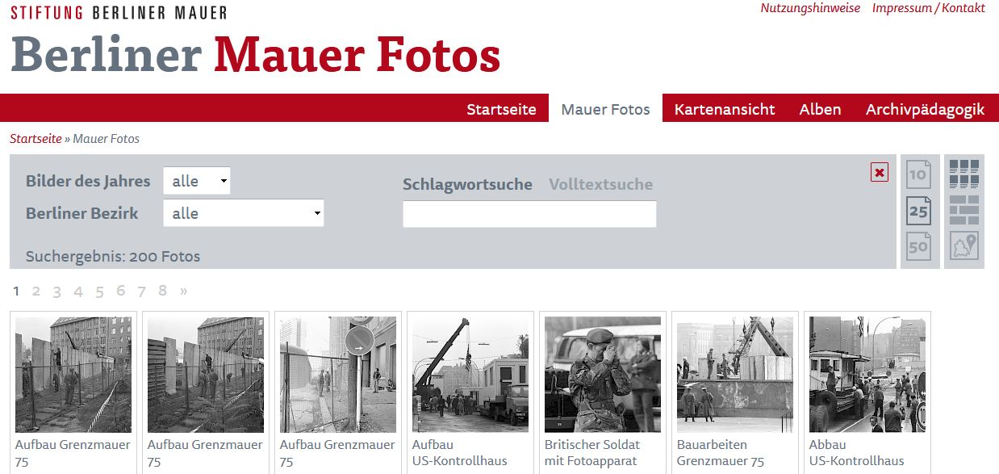 STIFTUNG BERLINER MAUER
Nutzungshinweise Impressum / Kontakt
Berliner Mauer Fotos
Startseite Mauer Fotos Kartenansicht Alben Archivpädagogik
Startseite » Mauer Fotos
Bilder des Jahres alle
Berliner Bezirk alle
Schlagwortsuche Volltextsuche
10
25
50
Suchergebnis: 200 Fotos
1 2 3 4 5 6 7 8 »
Aufbau Grenzmauer
75
Aufbau Grenzmauer
75
Aufbau Grenzmauer
75
Aufbau
US-Kontrollhaus
Britischer Soldat
mit Fotoapparat
Bauarbeiten
Grenzmauer 75
Abbau
US-Kontrollhaus